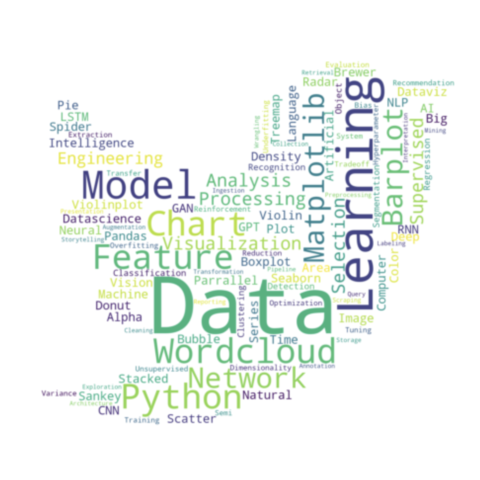 Evaluation
Retrieval
Brewer
Radar
Recommendation
Dataviz
Object
Language
Treemap
Wrangling
Overfitting
Collection
Matplotlib
Artificial
System
Bias
NLP
AI
Big
Mining
Pie
LSTM
Spider
Extraction
Intelligence
Engineering
Transfer
Model
Density
Recognition
Analysis
Processing
Tradeoff
Preprocessing
Selection
Learning
Segmentation
Hyperparameter
Barplot
Interpretation
Supervised
Regression
Violinplot
Datascience
Augmentation
Neural
Storytelling
Overfitting
Pandas
GAN
Ingestion
Reinforcement
Chart
GPT
Plot
Violin
Visualization
RNN
Deep
Labeling
Color
Computer
Feature
Reduction
Boxplot
Seaborn
Area
Classification
Transformation
Pipeline
Parrallel
Detection
Vision
Machine
Donut
Alpha
Data
Clustering
Series
Optimization
Query
Image
Tuning
Storage
Cleaning
Bubble
Time
Wordcloud
Unsupervised
Stacked
Dimensionality
Annotation
Network
Exploration
Variance
Sankey
Architecture
CNN
Python
Natural
Training
Scatter
Semi